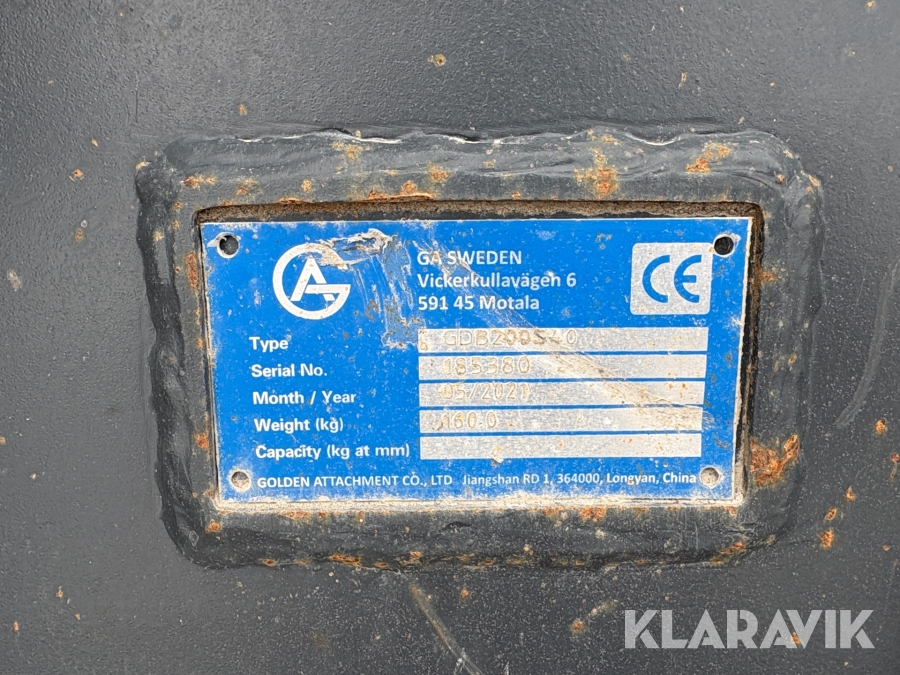 GA SWEDEN
Vickerkullavägen 6
591 45 Motala
CE
Type GDB200S40
Serial No. 185380
Month / Year 05/2021
Weight (kg) 160.0
Capacity (kg at mm)
GOLDEN ATTACHMENT CO., LTD Jiangshan RD 1, 364000, Longyan, China
KLARAVIK